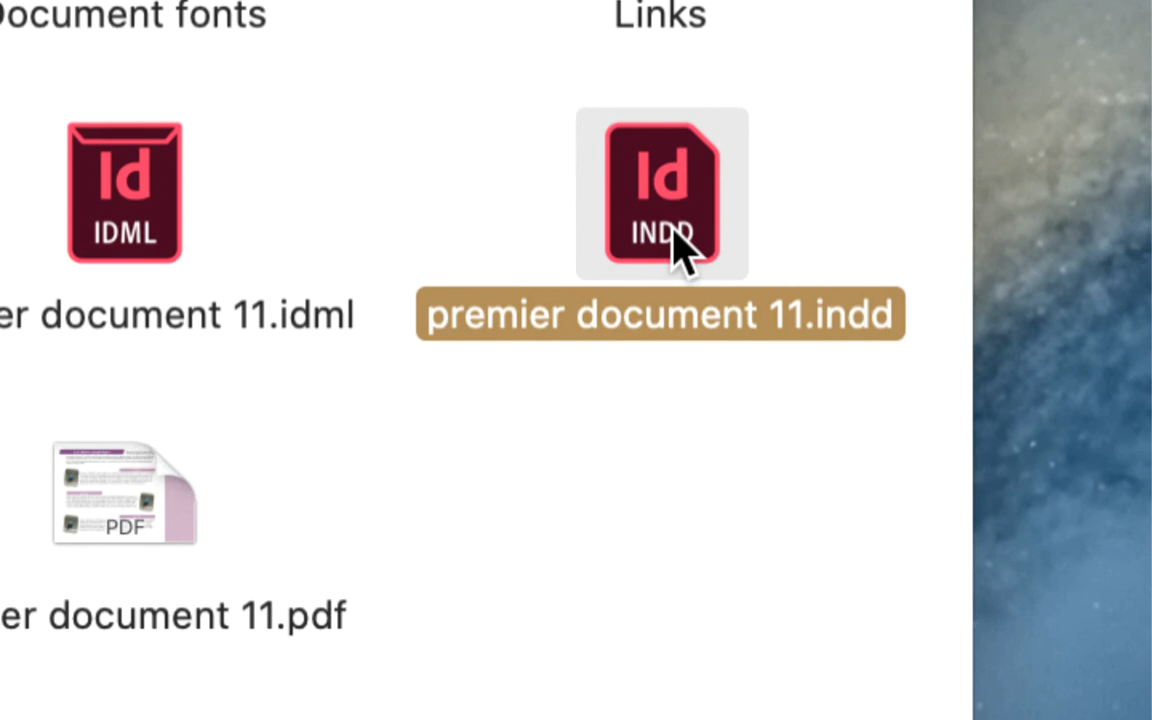 Document fonts
Links
Id
IDML
Id
INDD
er document 11.idml
premier document 11.indd
PDF
er document 11.pdf